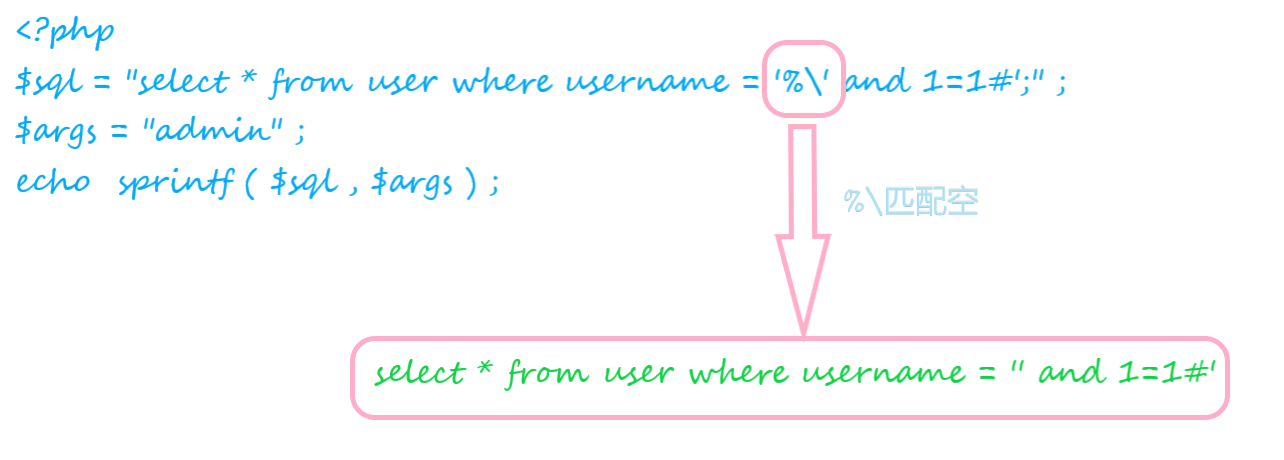 <?php
$sql = "select * from user where username = '%\' and 1=1#';" ;
$args = "admin" ;
echo sprintf ( $sql , $args ) ;
%\匹配空
select * from user where username = '' and 1=1#'